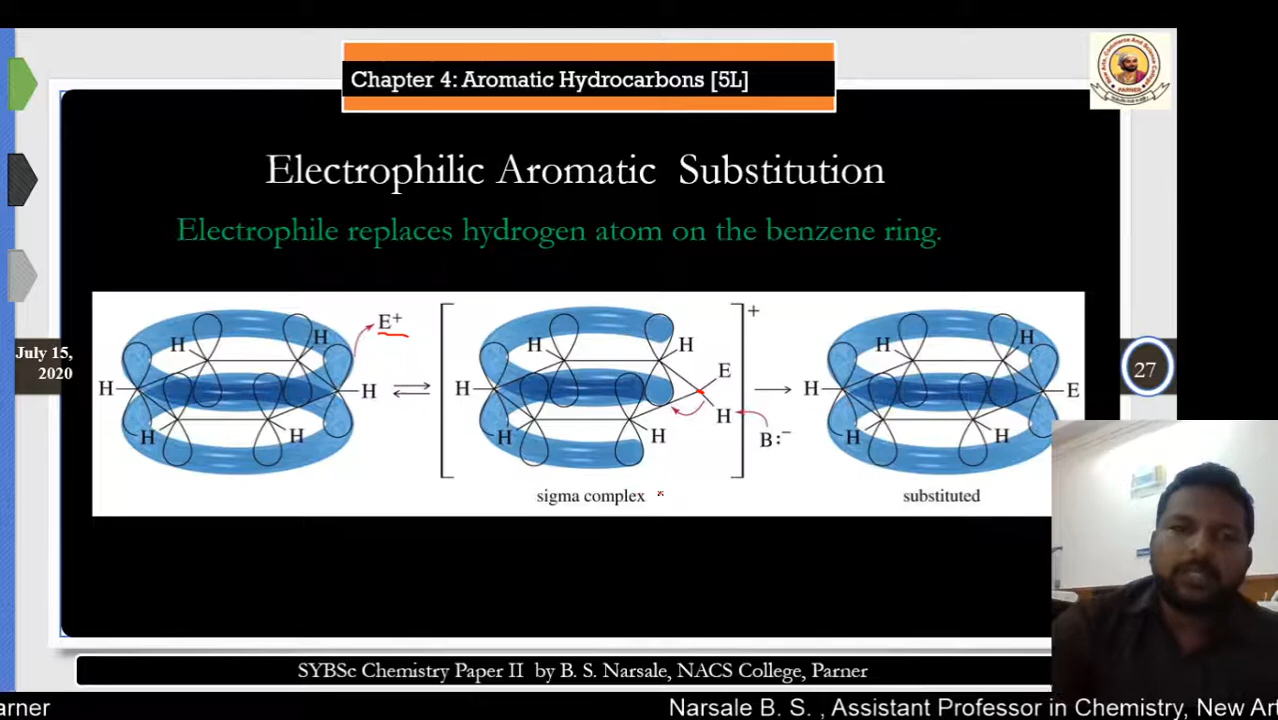 Chapter 4: Aromatic Hydrocarbons [5L]
Electrophilic Aromatic Substitution
Electrophile replaces hydrogen atom on the benzene ring.
July 15,
2020
27
H
H
H
H
H
H
E+
H
H
H
H
H
E
H
B:−
+
H
H
H
H
H
E
sigma complex
substituted
SYBSc Chemistry Paper II by B. S. Narsale, NACS College, Parner
arner
Narsale B. S. , Assistant Professor in Chemistry, New Art